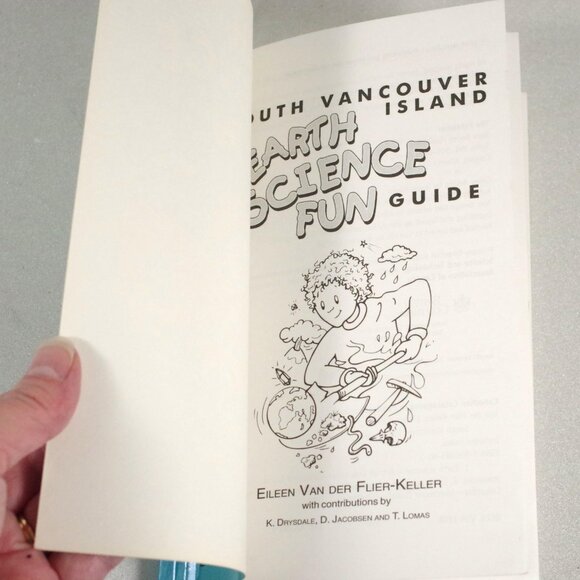 OUTH VANCOUVER
ISLAND
EARTH
SCIENCE
FUN GUIDE
EILEEN VAN DER FLIER-KELLER
with contributions by
K. DRYSDALE, D. JACOBSEN AND T. LOMAS